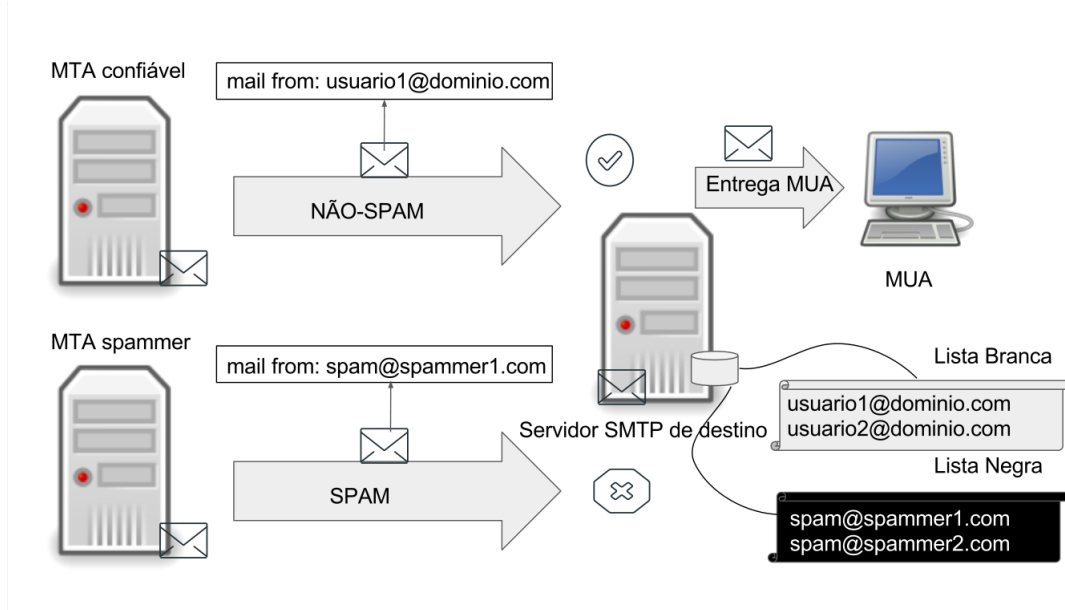 MTA confiável
mail from: usuario1@dominio.com
NÃO-SPAM
Entrega MUA
MUA
MTA spammer
mail from: spam@spammer1.com
SPAM
Servidor SMTP de destino
Lista Branca
usuario1@dominio.com
usuario2@dominio.com
Lista Negra
spam@spammer1.com
spam@spammer2.com